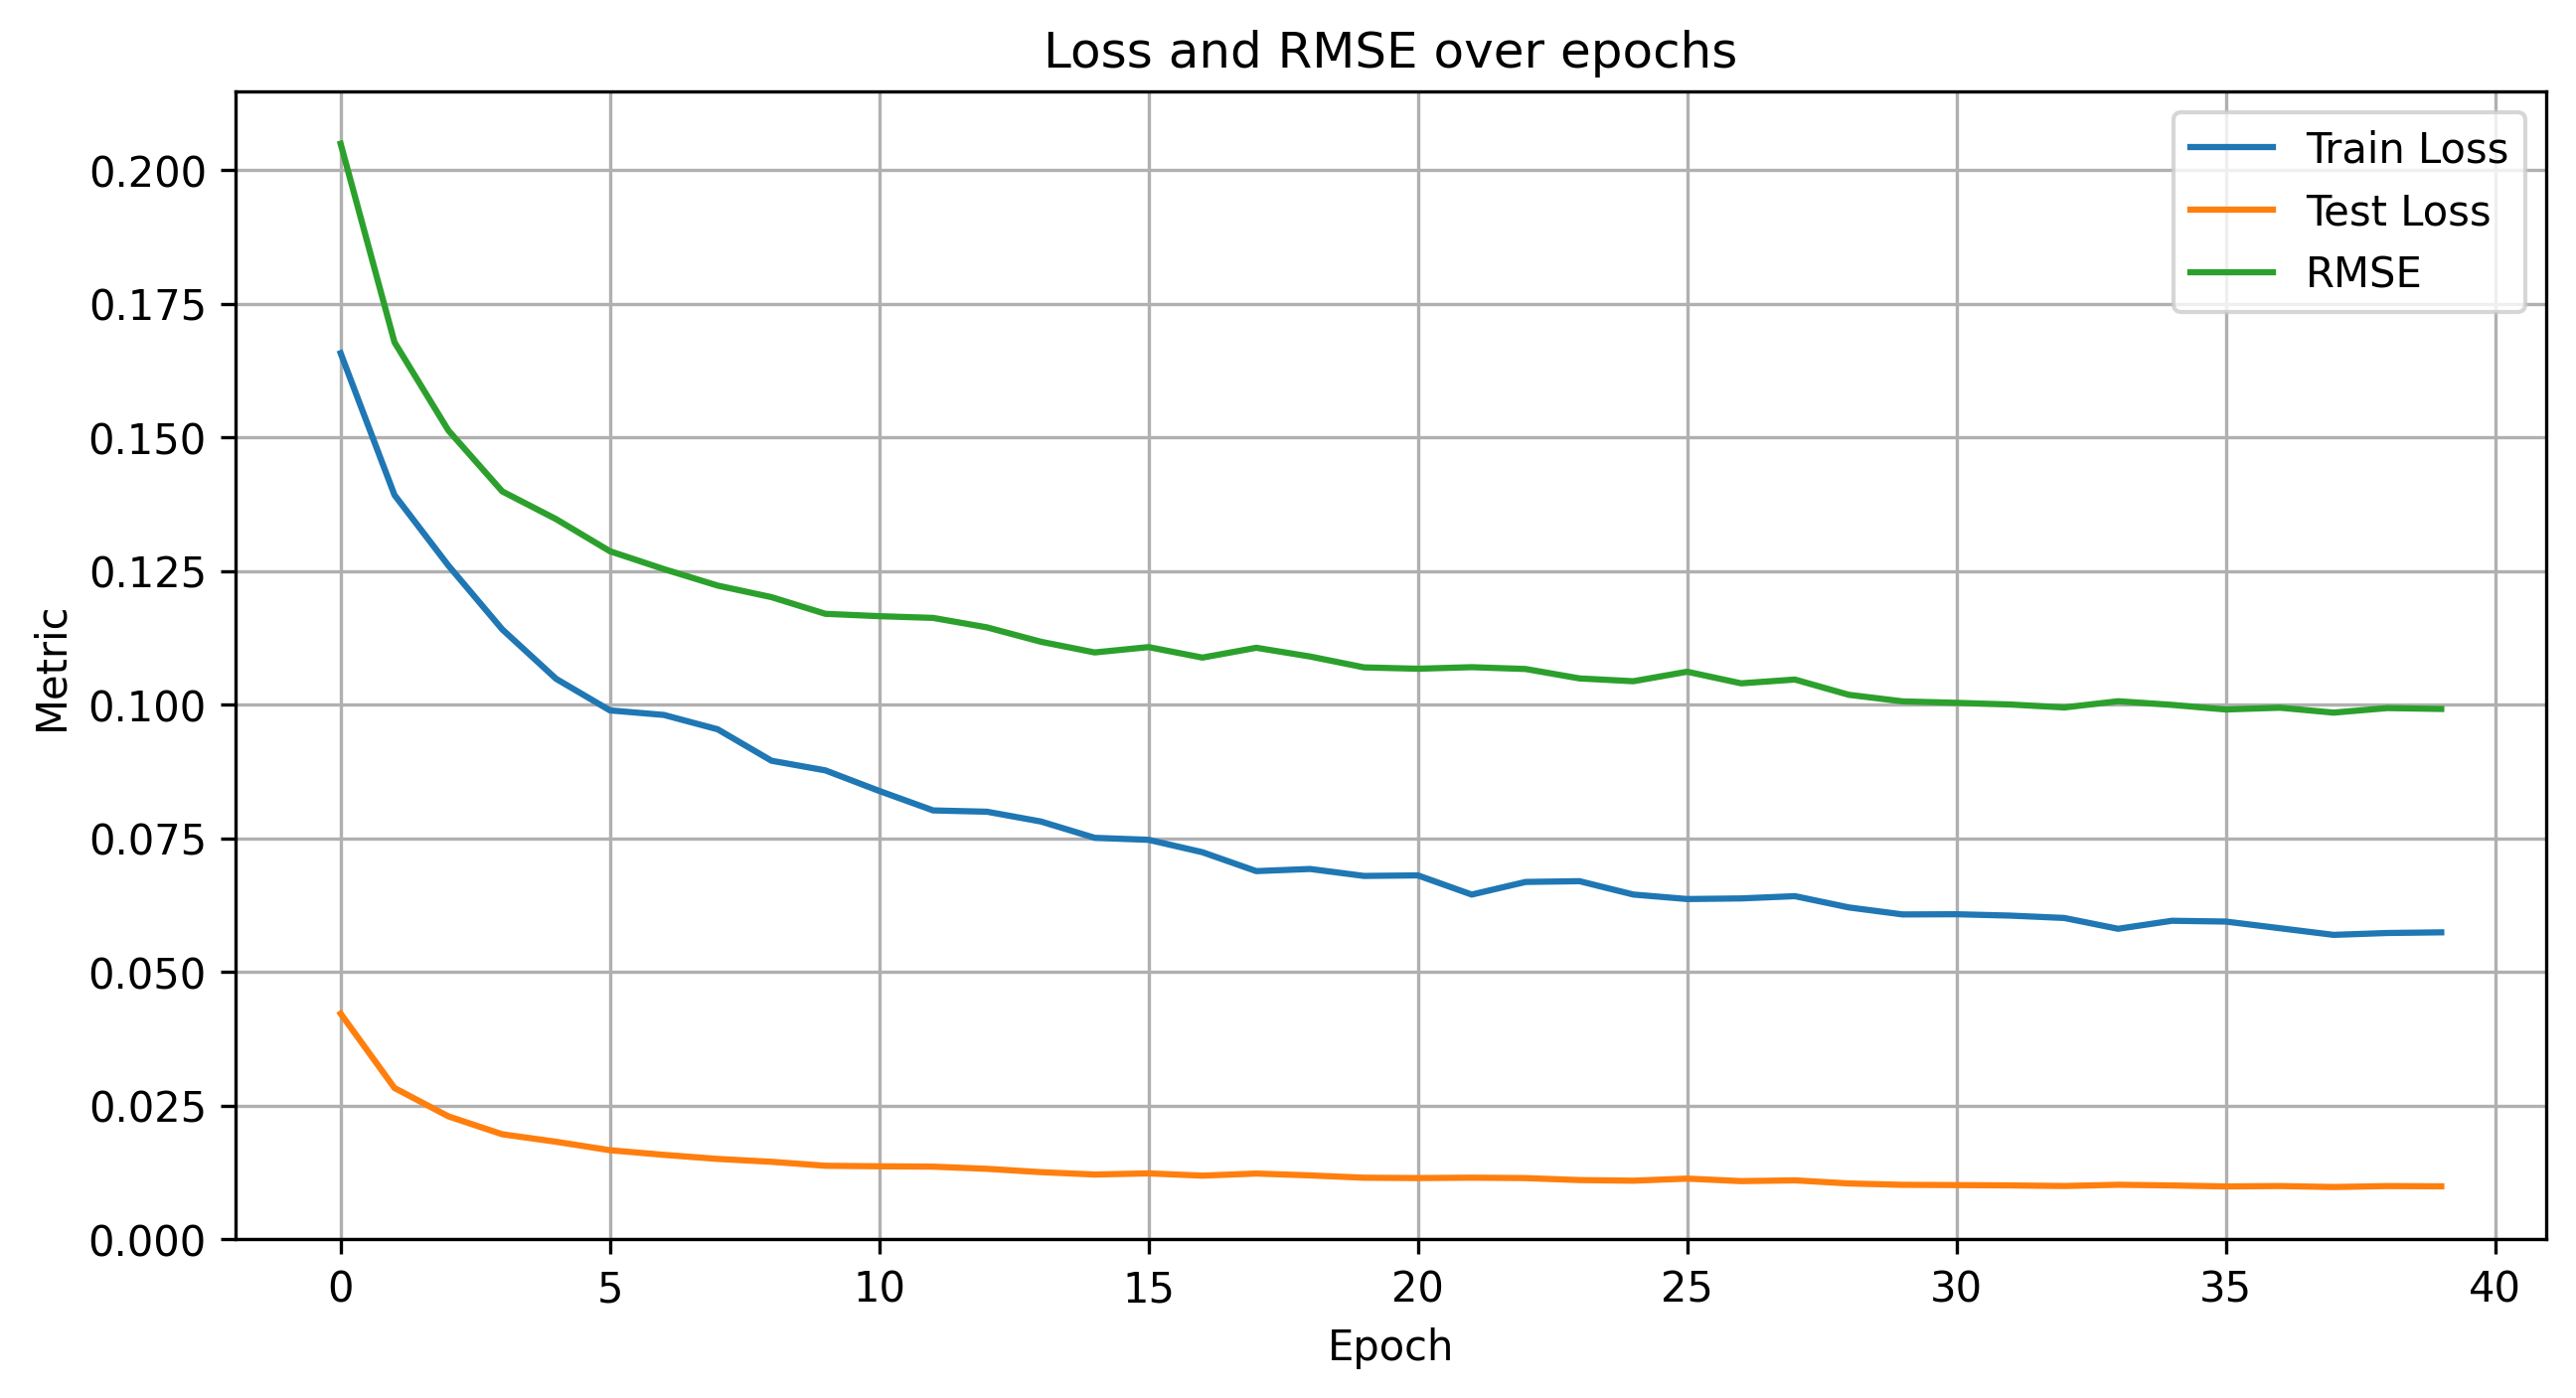 Loss and RMSE over epochs
Train Loss
Test Loss
RMSE
0.200
0.175
0.150
0.125
0.100
0.075
0.050
0.025
0.000
Metric
0 5 10 15 20 25 30 35 40
Epoch